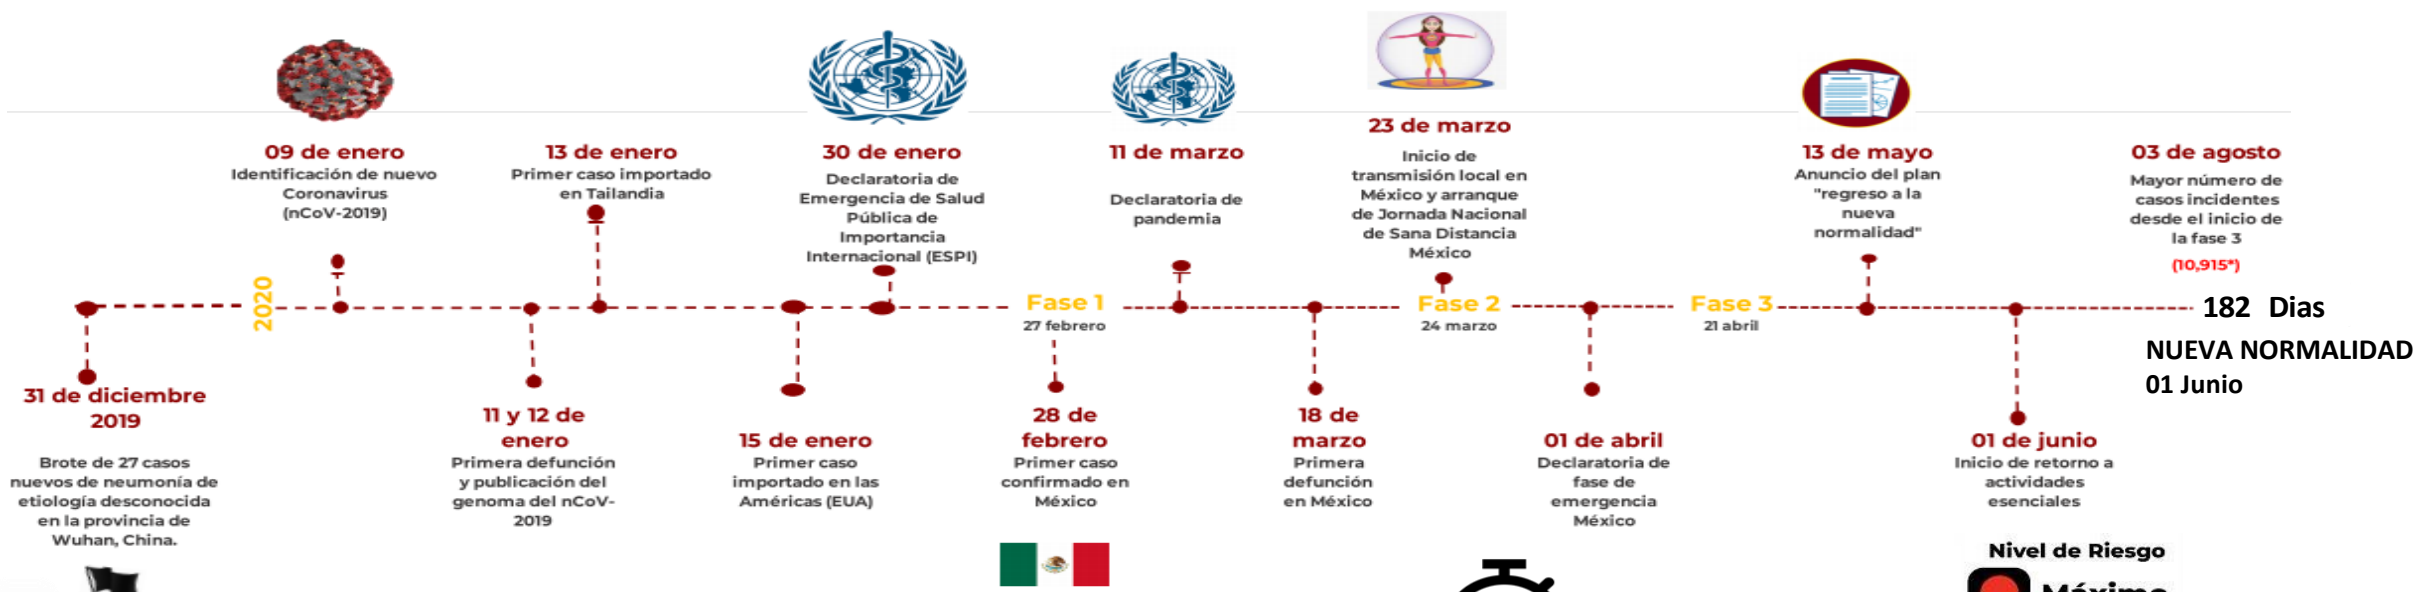 09 de enero
Identificación de nuevo
Coronavirus
(nCoV-2019)
13 de enero
Primer caso importado
en Tailandia
30 de enero
Declaratoria de
Emergencia de Salud
Pública de
Importancia
Internacional (ESPI)
11 de marzo
Declaratoria de
pandemia
23 de marzo
Inicio de
transmisión local en
México y arranque
de Jornada Nacional
de Sana Distancia
México
13 de mayo
Anuncio del plan
"regreso a la
nueva
normalidad"
03 de agosto
Mayor número de
casos incidentes
desde el inicio de
la fase 3
(10,915*)
2020
Fase 1
27 febrero
Fase 2
24 marzo
Fase 3
21 abril
182 Dias
NUEVA NORMALIDAD
01 Junio
31 de diciembre
2019
Brote de 27 casos
nuevos de neumonía de
etiología desconocida
en la provincia de
Wuhan, China.
11 y 12 de
enero
Primera defunción
y publicación del
genoma del nCoV-
2019
15 de enero
Primer caso
importado en las
Américas (EUA)
28 de
febrero
Primer caso
confirmado en
México
18 de
marzo
Primera
defunción
en México
01 de abril
Declaratoria de
fase de
emergencia
México
01 de junio
Inicio de retorno a
actividades
esenciales
Nivel de Riesgo
Máximo